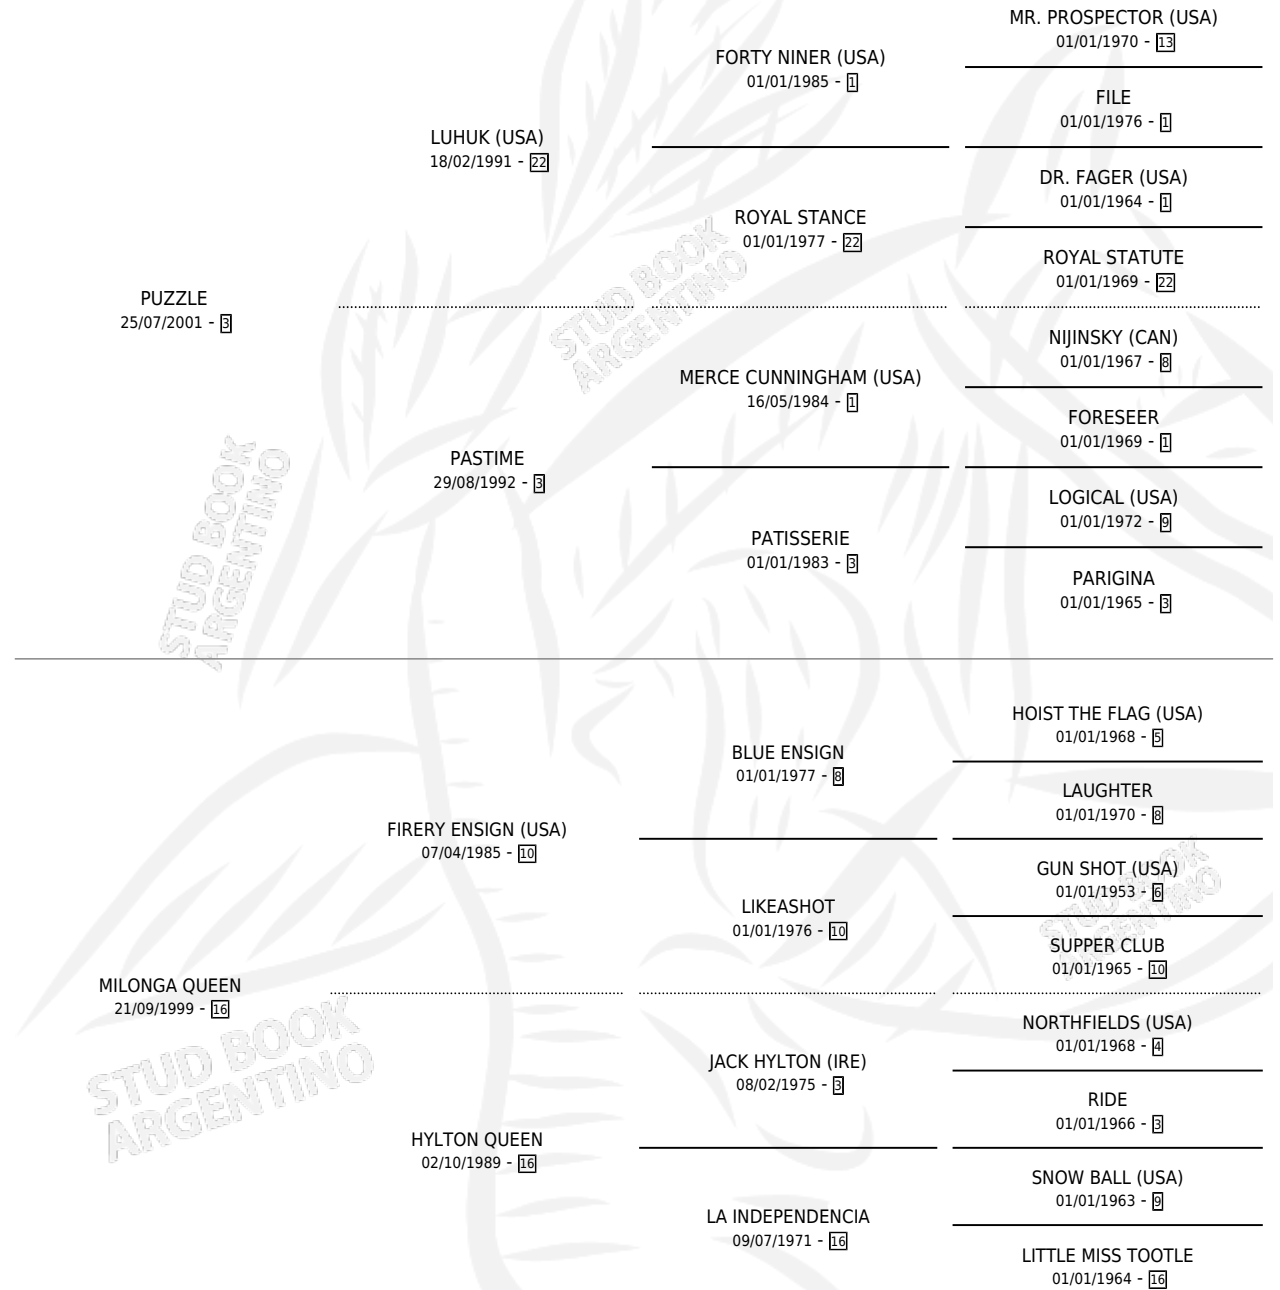 MR. PROSPECTOR (USA)
01/01/1970 - 13
FORTY NINER (USA)
01/01/1985 - 1
FILE
01/01/1976 - 1
LUHUK (USA)
18/02/1991 - 22
DR. FAGER (USA)
01/01/1964 - 1
ROYAL STANCE
01/01/1977 - 22
ROYAL STATUTE
01/01/1969 - 22
PUZZLE
25/07/2001 - 3
STUD BOOK
ARGENTINO
NIJINSKY (CAN)
01/01/1967 - 8
MERCE CUNNINGHAM (USA)
16/05/1984 - 1
FORESEER
01/01/1969 - 1
PASTIME
29/08/1992 - 3
LOGICAL (USA)
01/01/1972 - 9
PATISSERIE
01/01/1983 - 3
PARIGINA
01/01/1965 - 3
STUD BOOK
ARGENTINO
HOIST THE FLAG (USA)
01/01/1968 - 5
BLUE ENSIGN
01/01/1977 - 8
LAUGHTER
01/01/1970 - 8
FIRERY ENSIGN (USA)
07/04/1985 - 10
GUN SHOT (USA)
01/01/1953 - 6
LIKEASHOT
01/01/1976 - 10
SUPPER CLUB
01/01/1965 - 10
STUD BOOK
ARGENTINO
MILONGA QUEEN
21/09/1999 - 16
NORTHFIELDS (USA)
01/01/1968 - 4
JACK HYLTON (IRE)
08/02/1975 - 3
RIDE
01/01/1966 - 3
STUD BOOK
ARGENTINO
HYLTON QUEEN
02/10/1989 - 16
SNOW BALL (USA)
01/01/1963 - 9
LA INDEPENDENCIA
09/07/1971 - 16
LITTLE MISS TOOTLE
01/01/1964 - 16